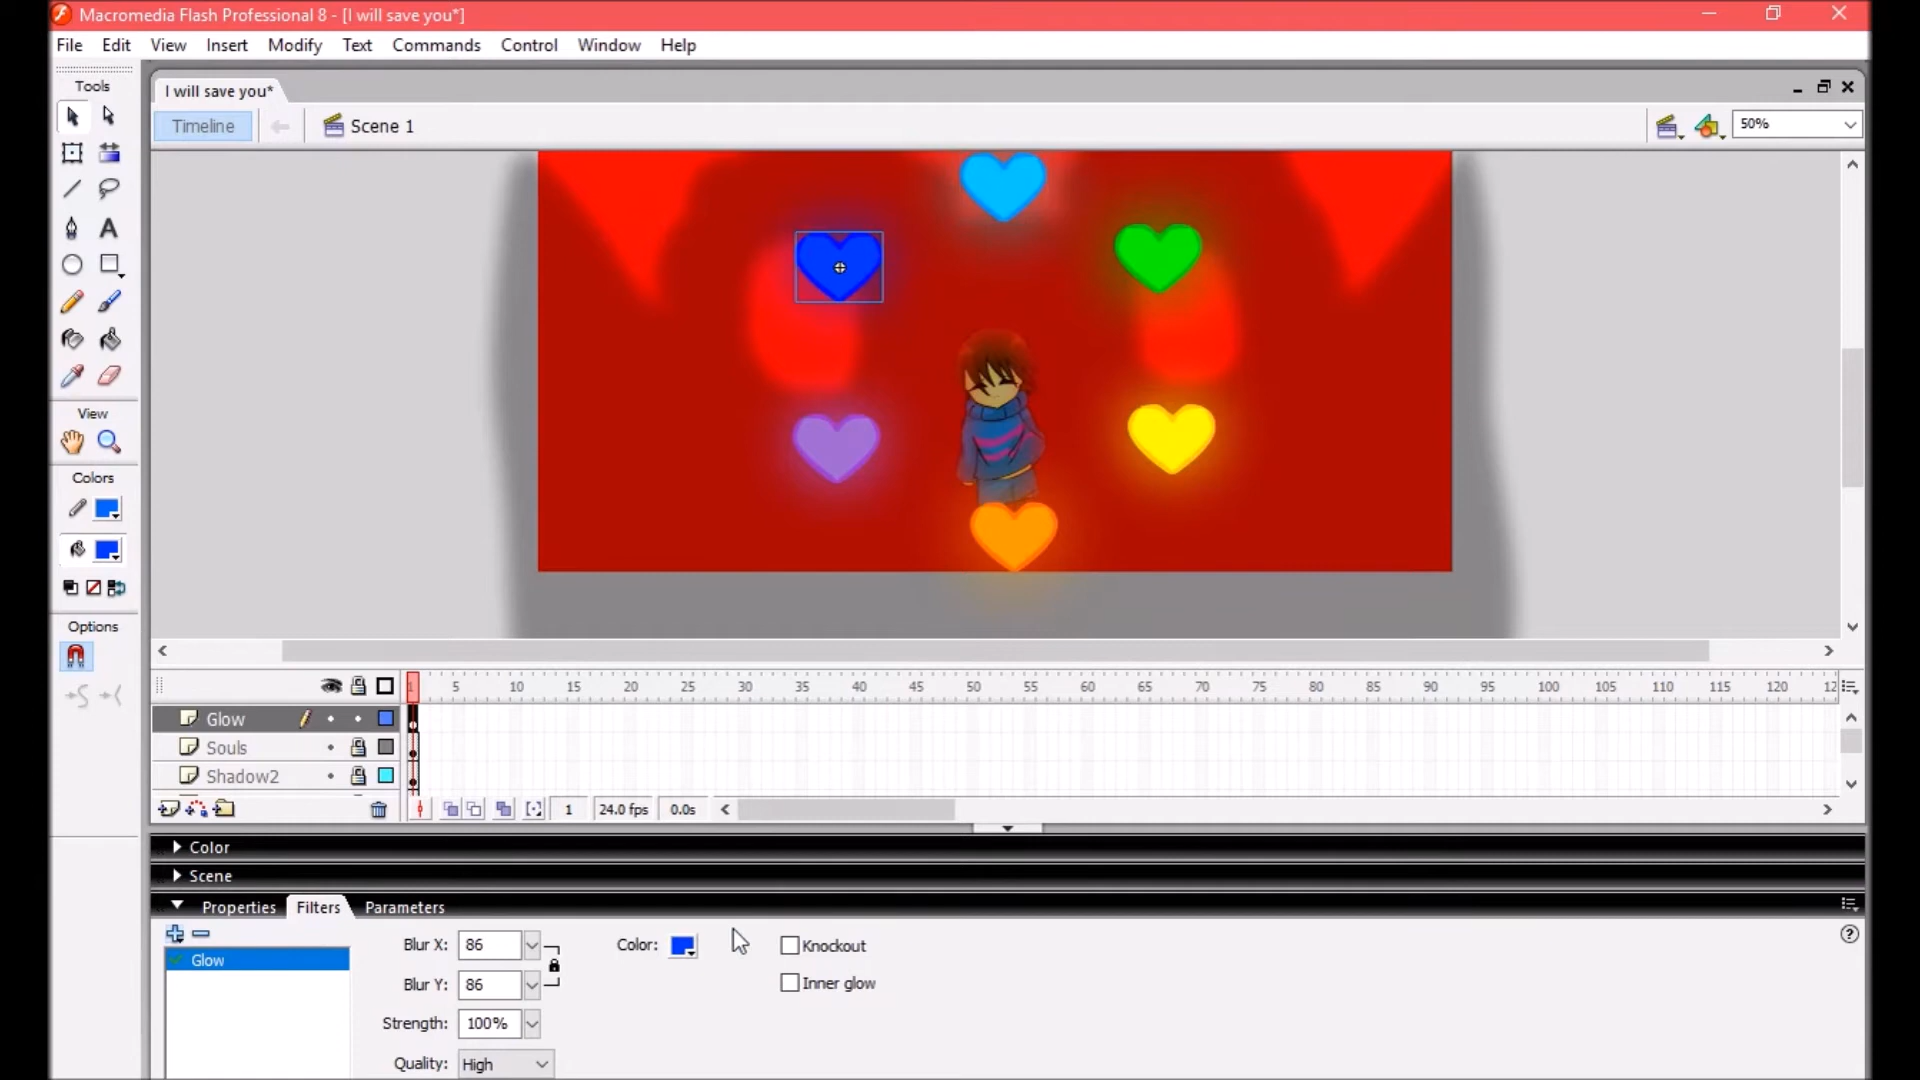 Macromedia Flash Professional 8 - [I will save you*]
File Edit View Insert Modify Text Commands Control Window Help
Tools
I will save you*
Timeline Scene 1 50%
View
Colors
Options
1 5 10 15 20 25 30 35 40 45 50 55 60 65 70 75 80 85 90 95 100 105 110 115 120 12
Glow
Souls
Shadow2
1 24.0 fps 0.0s
Color
Scene
Properties Filters Parameters
Blur X: 86 Color: Knockout
Glow
Blur Y: 86 Inner glow
Strength: 100%
Quality: High